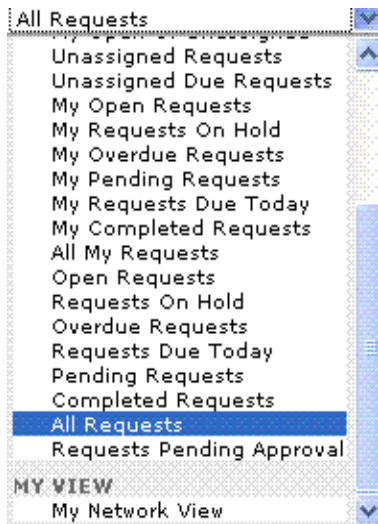 All Requests
Unassigned Requests
Unassigned Due Requests
My Open Requests
My Requests On Hold
My Overdue Requests
My Pending Requests
My Requests Due Today
My Completed Requests
All My Requests
Open Requests
Requests On Hold
Overdue Requests
Requests Due Today
Pending Requests
Completed Requests
All Requests
Requests Pending Approval
MY VIEW
My Network View